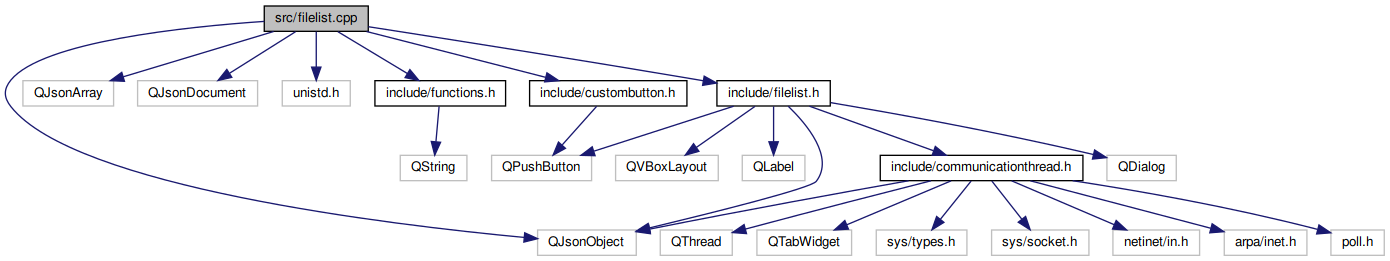 src/filelist.cpp
QJsonArray
QJsonDocument
unistd.h
include/functions.h
include/custombutton.h
include/filelist.h
QString
QPushButton
QVBoxLayout
QLabel
include/communicationthread.h
QDialog
QJsonObject
QThread
QTabWidget
sys/types.h
sys/socket.h
netinet/in.h
arpa/inet.h
poll.h